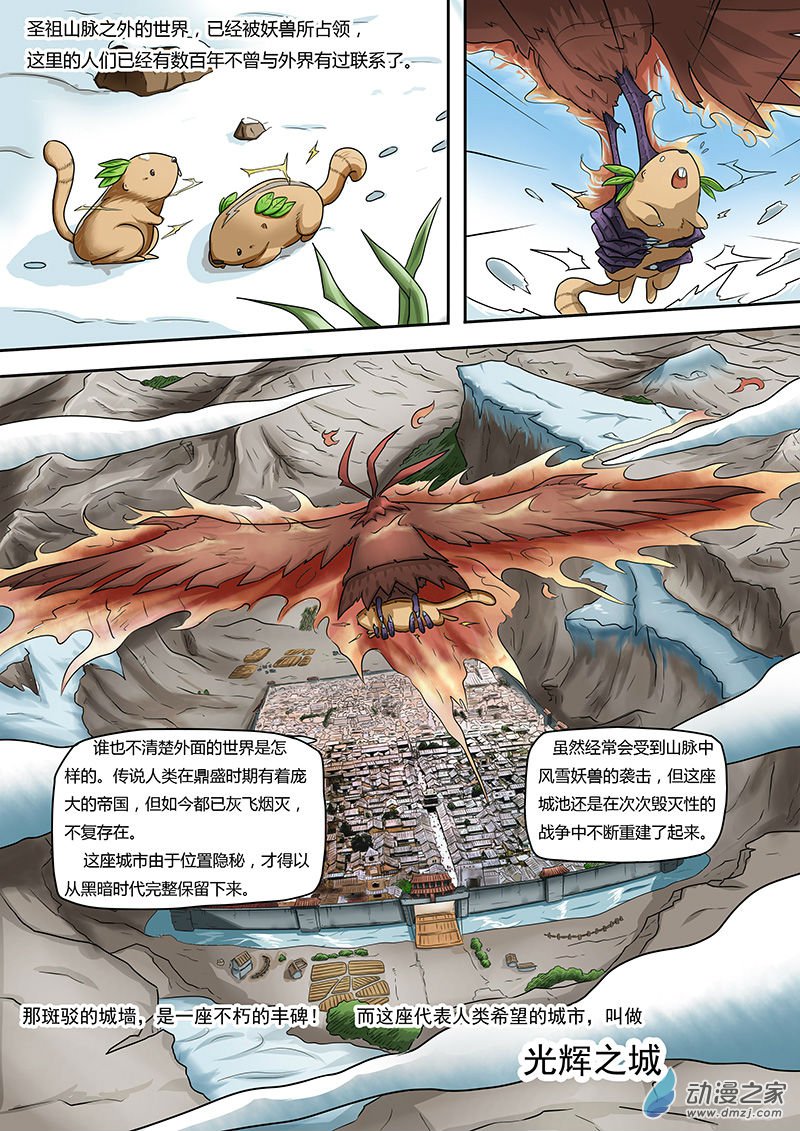 圣祖山脉之外的世界，已经被妖兽所占领，
这里的人们已经有数百年不曾与外界有过联系了。
谁也不清楚外面的世界是怎
样的。传说人类在鼎盛时期有着庞
大的帝国，但如今都已灰飞烟灭，
不复存在。
这座城市由于位置隐秘，才得以
从黑暗时代完整保留下来。
虽然经常会受到山脉中
风雪妖兽的袭击，但这座
城池还是在次次毁灭性的
战争中不断重建了起来。
那斑驳的城墙，是一座不朽的丰碑！ 而这座代表人类希望的城市，叫做
光辉之城
动漫之家
www.dmzj.com